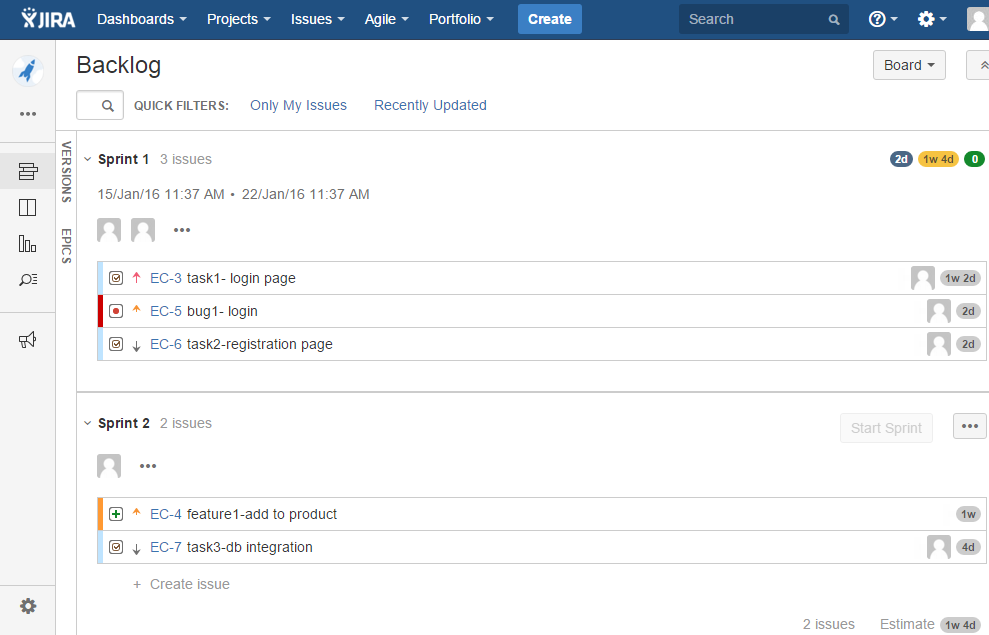 JIRA Dashboards Projects Issues Agile Portfolio Create Search
Backlog
Board
QUICK FILTERS: Only My Issues Recently Updated
VERSIONS
EPICS
Sprint 1 3 issues 2d 1w 4d 0
15/Jan/16 11:37 AM • 22/Jan/16 11:37 AM
EC-3 task1- login page 1w 2d
EC-5 bug1- login 2d
EC-6 task2-registration page 2d
Sprint 2 2 issues Start Sprint
EC-4 feature1-add to product 1w
EC-7 task3-db integration 4d
+ Create issue
2 issues Estimate 1w 4d